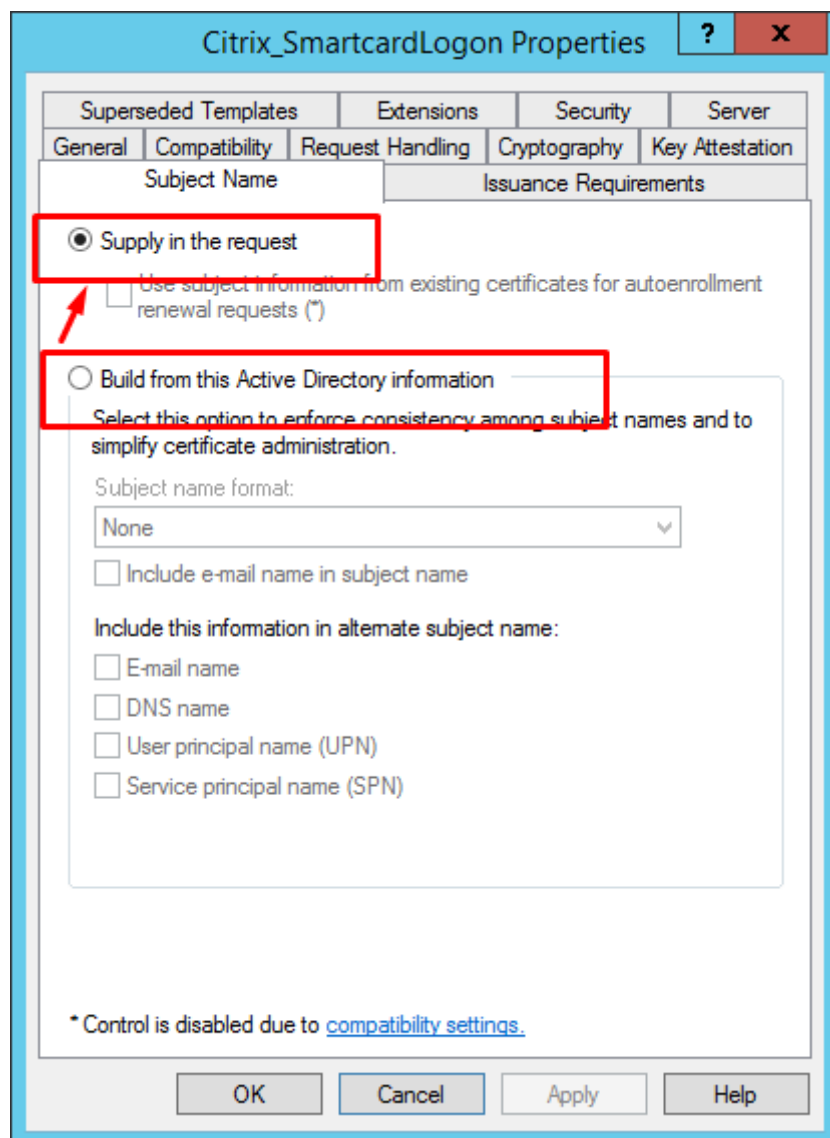 Citrix_SmartcardLogon Properties
?
x
Superseded Templates
Extensions
Security
Server
General
Compatibility
Request Handling
Cryptography
Key Attestation
Subject Name
Issuance Requirements
Supply in the request
Use subject information from existing certificates for autoenrollment
renewal requests (*)
Build from this Active Directory information
Select this option to enforce consistency among subject names and to
simplify certificate administration.
Subject name format:
None
Include e-mail name in subject name
Include this information in alternate subject name:
E-mail name
DNS name
User principal name (UPN)
Service principal name (SPN)
* Control is disabled due to compatibility settings.
OK
Cancel
Apply
Help